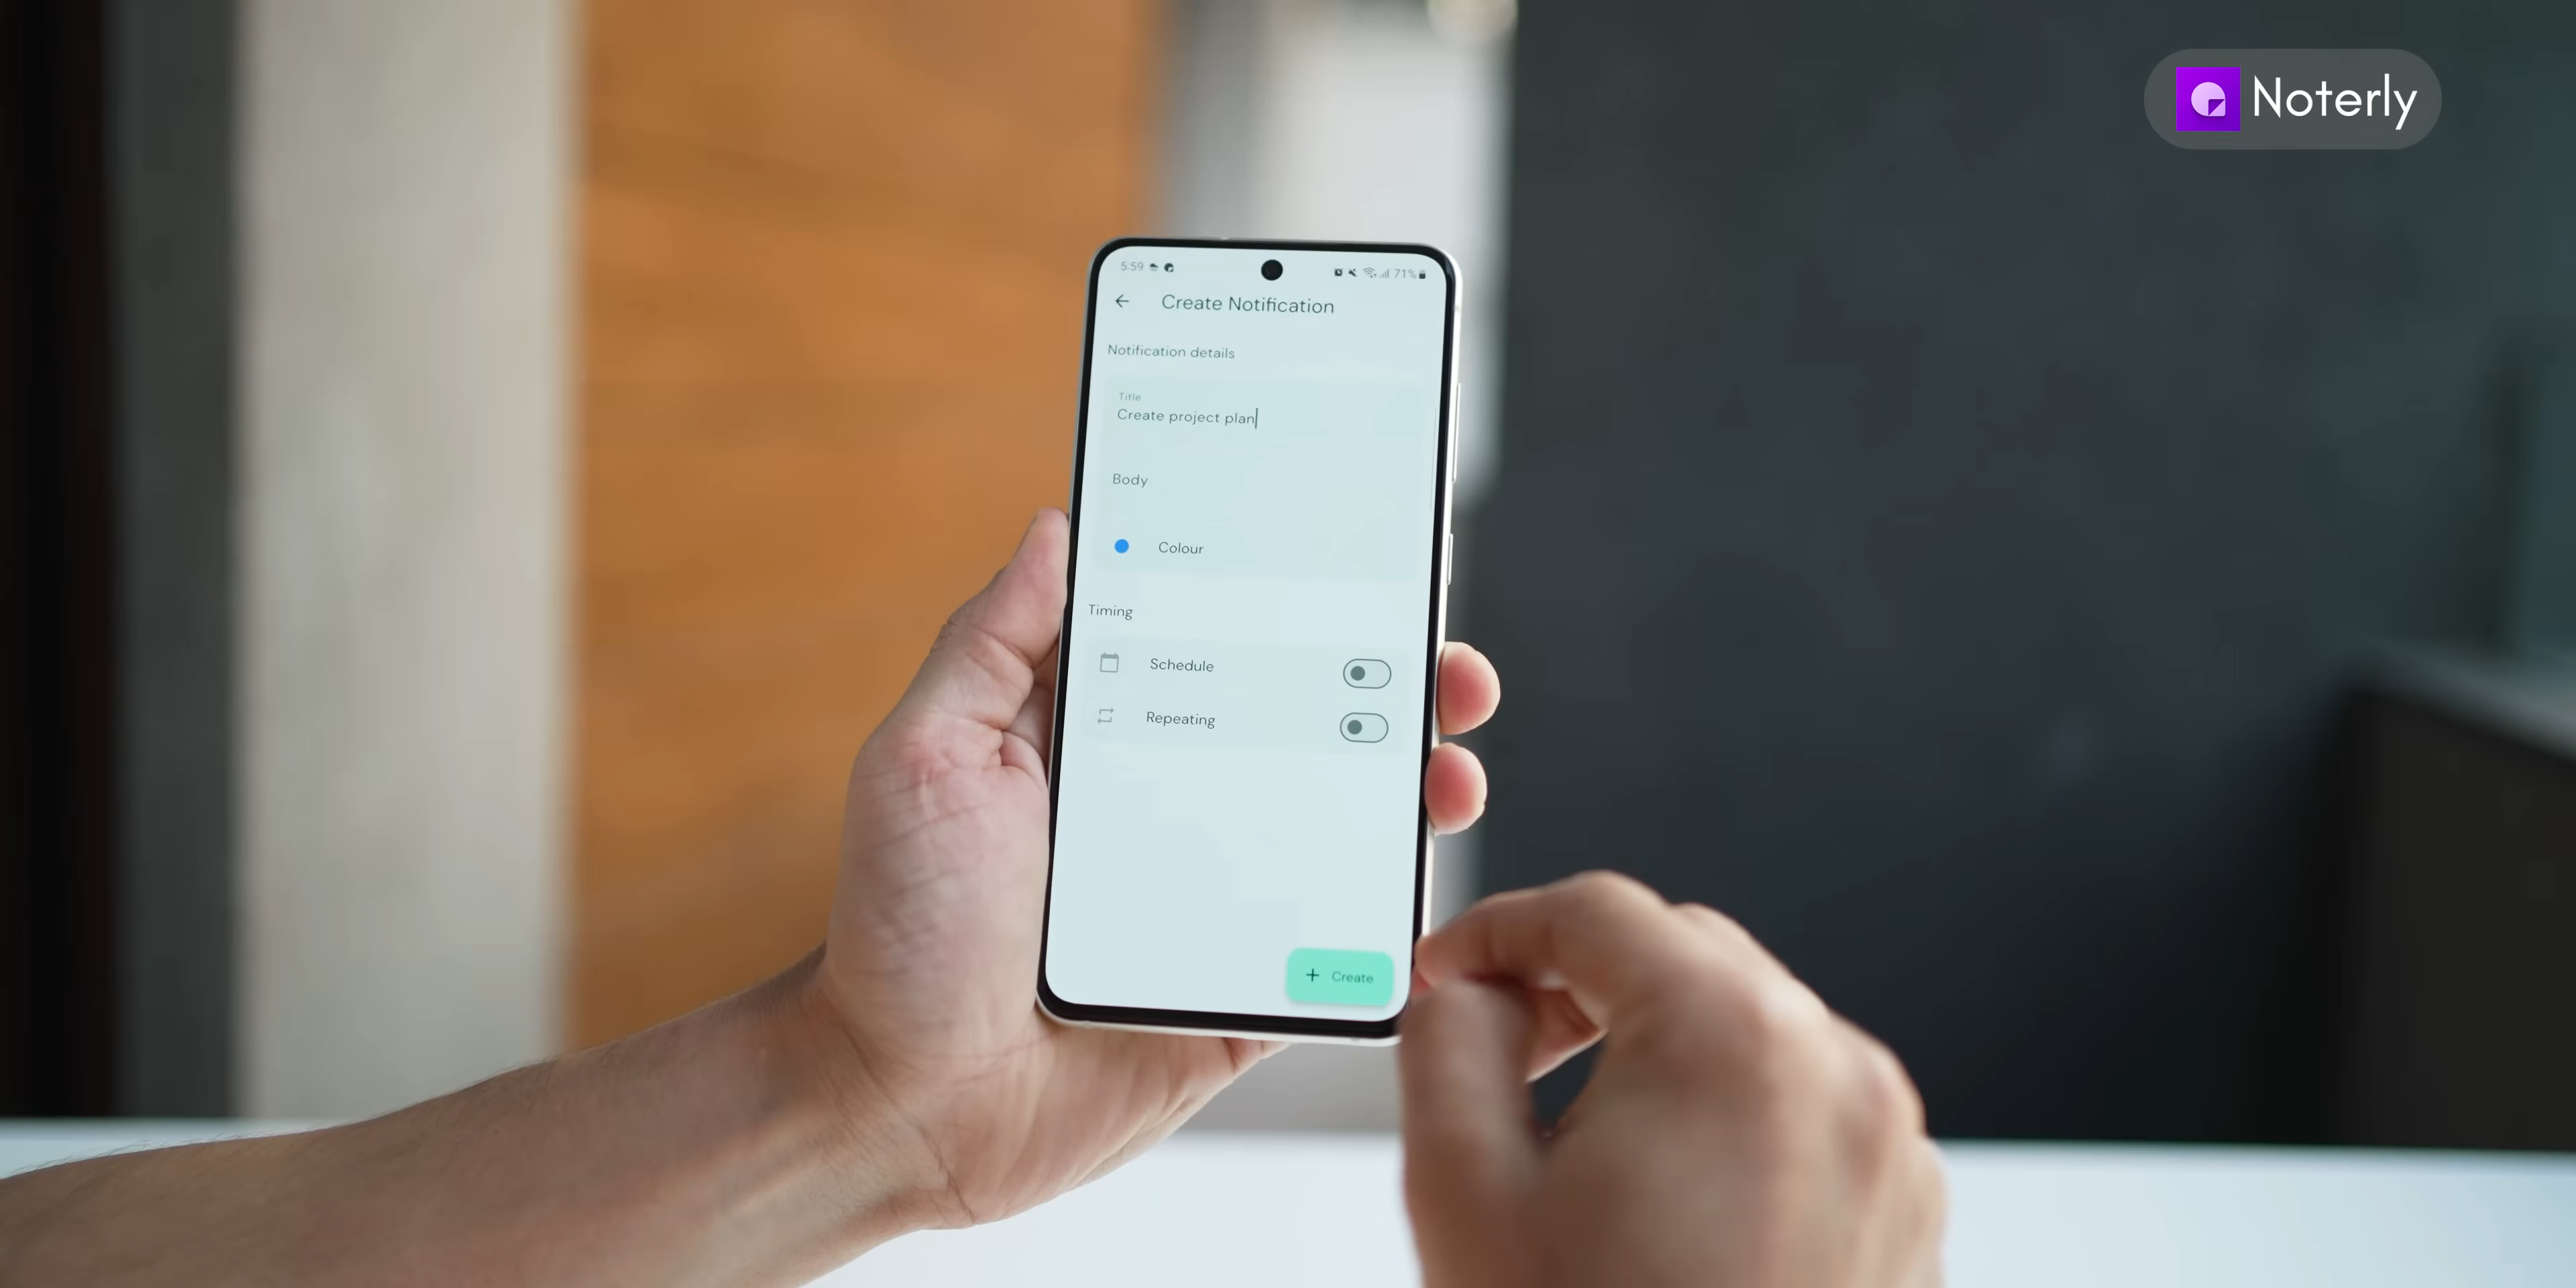 Noterly
5:59 71%
Create Notification
Notification details
Title
Create project plan
Body
Colour
Timing
Schedule
Repeating
+ Create